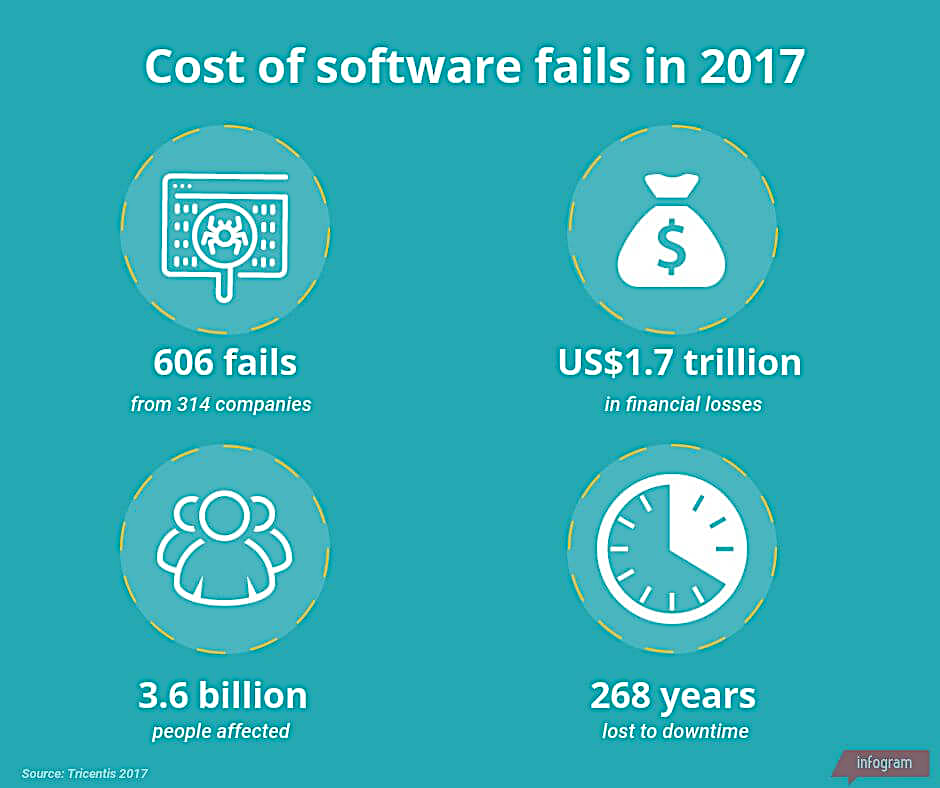 Cost of software fails in 2017
$
606 fails
from 314 companies
US$1.7 trillion
in financial losses
3.6 billion
people affected
268 years
lost to downtime
Source: Tricentis 2017
infogram